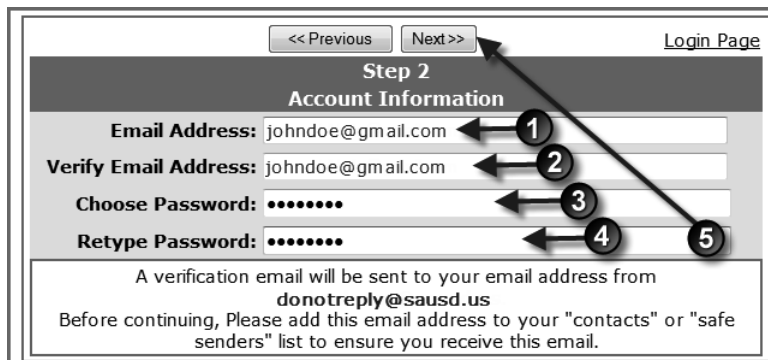 << Previous Next >> Login Page
Step 2
Account Information
Email Address: johndoe@gmail.com 1
Verify Email Address: johndoe@gmail.com 2
Choose Password: •••••••• 3
Retype Password: •••••••• 4 5
A verification email will be sent to your email address from
donotreply@sausd.us
Before continuing, Please add this email address to your "contacts" or "safe
senders" list to ensure you receive this email.